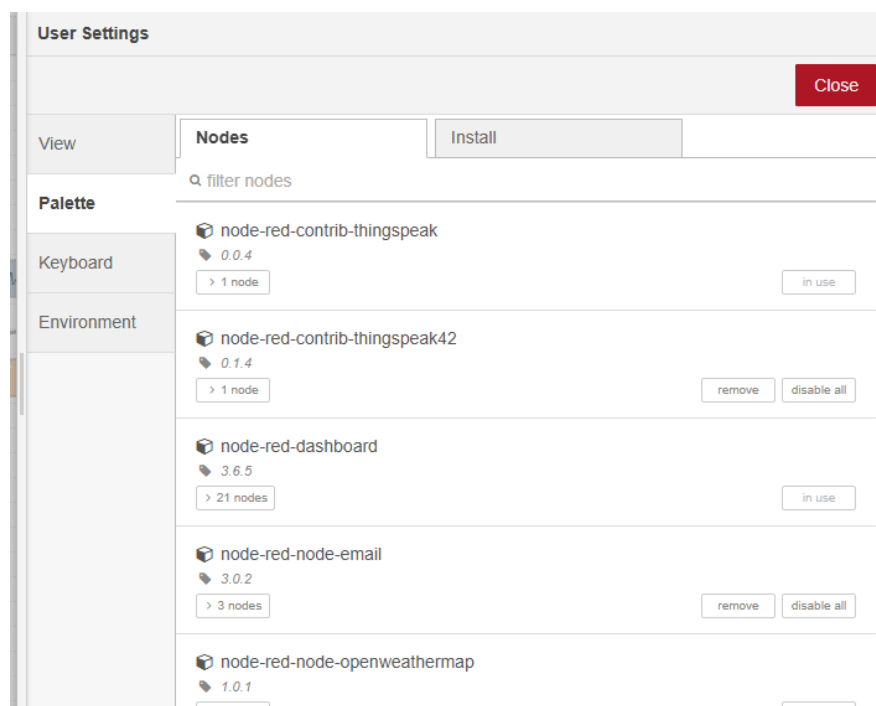 User Settings
Close
View
Palette
Keyboard
Environment
Nodes
Install
filter nodes
node-red-contrib-thingspeak
0.0.4
> 1 node
in use
node-red-contrib-thingspeak42
0.1.4
> 1 node
remove
disable all
node-red-dashboard
3.6.5
> 21 nodes
in use
node-red-node-email
3.0.2
> 3 nodes
remove
disable all
node-red-node-openweathermap
1.0.1